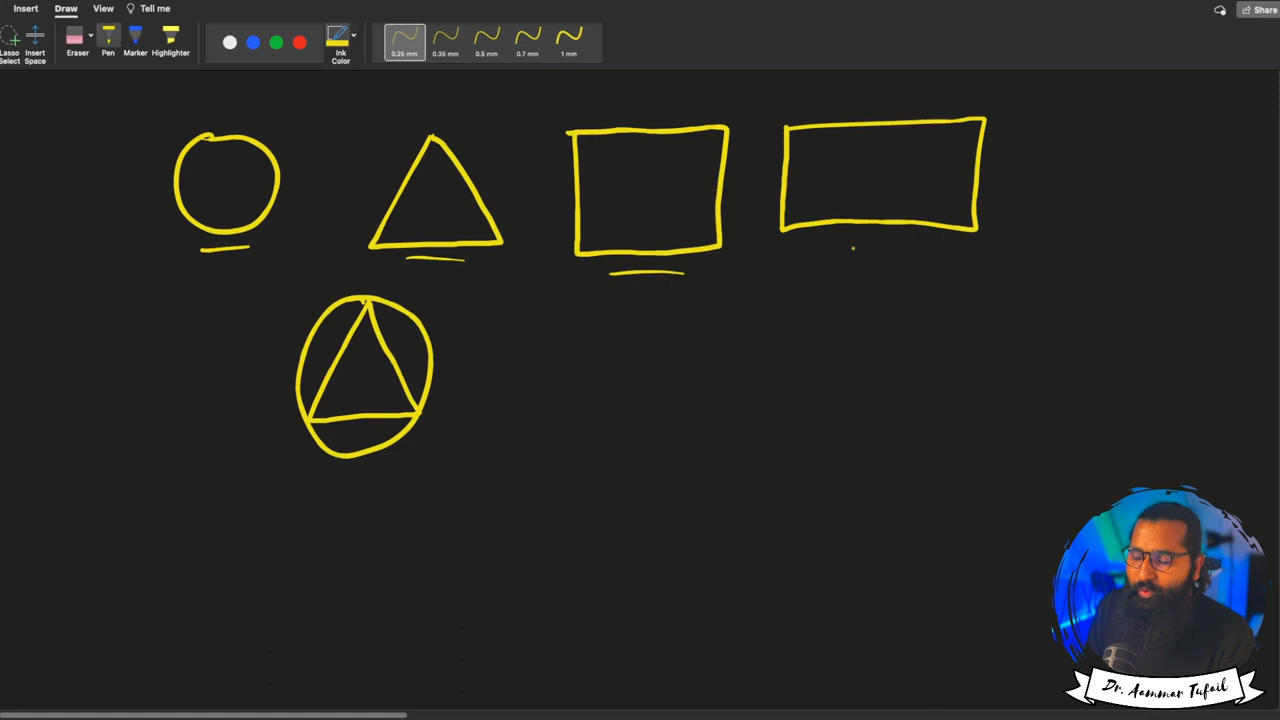 Insert Draw View Tell me
Share
Lasso Select
Insert Space
Eraser
Pen
Marker
Highlighter
Ink Color
0.25 mm
0.35 mm
0.5 mm
0.7 mm
1 mm
Dr. Aammar Tufail